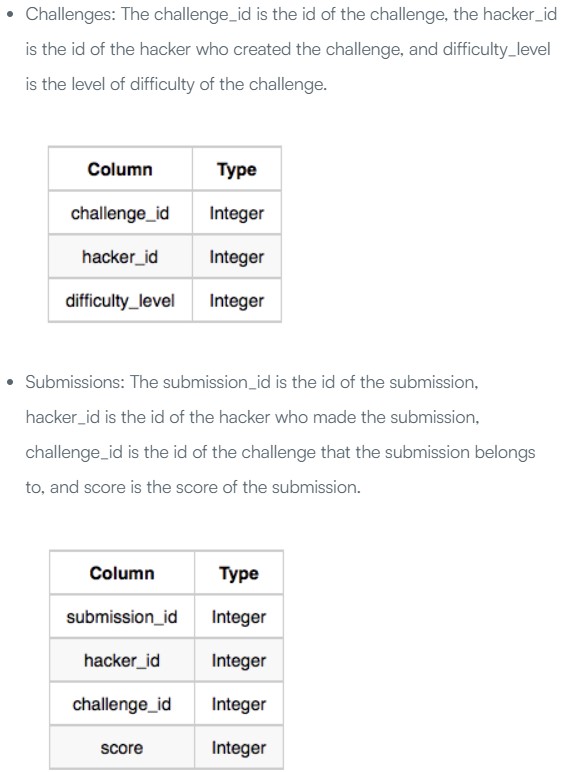 • Challenges: The challenge_id is the id of the challenge, the hacker_id
is the id of the hacker who created the challenge, and difficulty_level
is the level of difficulty of the challenge.
Column Type
challenge_id Integer
hacker_id Integer
difficulty_level Integer
• Submissions: The submission_id is the id of the submission,
hacker_id is the id of the hacker who made the submission,
challenge_id is the id of the challenge that the submission belongs
to, and score is the score of the submission.
Column Type
submission_id Integer
hacker_id Integer
challenge_id Integer
score Integer